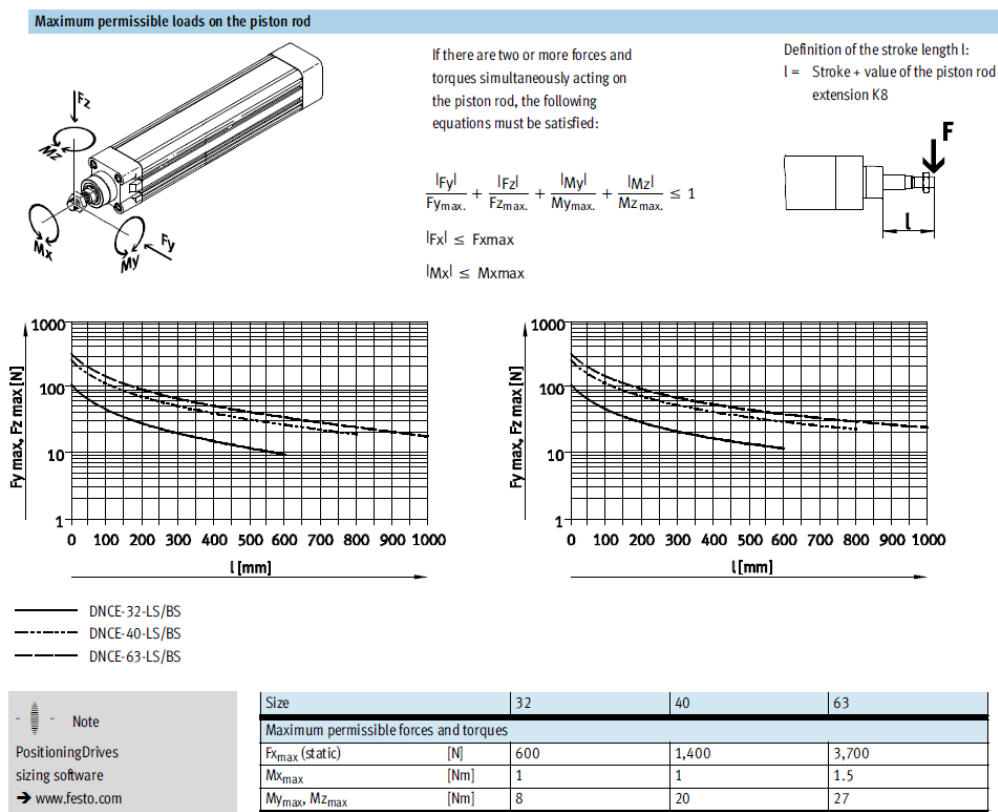 Maximum permissible loads on the piston rod
Fz
Mz
Mx
My
Fy
If there are two or more forces and
torques simultaneously acting on
the piston rod, the following
equations must be satisfied:
|Fy|/Fymax. + |Fz|/Fzmax. + |My|/Mymax. + |Mz|/Mzmax. ≤ 1
|Fx| ≤ Fxmax
|Mx| ≤ Mxmax
Definition of the stroke length l:
l = Stroke + value of the piston rod
extension K8
F
l
Fy max, Fz max [N]
1000
100
10
1
0 100 200 300 400 500 600 700 800 900 1000
l [mm]
Fy max, Fz max [N]
1000
100
10
1
0 100 200 300 400 500 600 700 800 900 1000
l [mm]
DNCE-32-LS/BS
DNCE-40-LS/BS
DNCE-63-LS/BS
Note
PositioningDrives
sizing software
➔ www.festo.com
Size 32 40 63
Maximum permissible forces and torques
Fxmax (static) [N] 600 1,400 3,700
Mxmax [Nm] 1 1 1.5
Mymax, Mzmax [Nm] 8 20 27